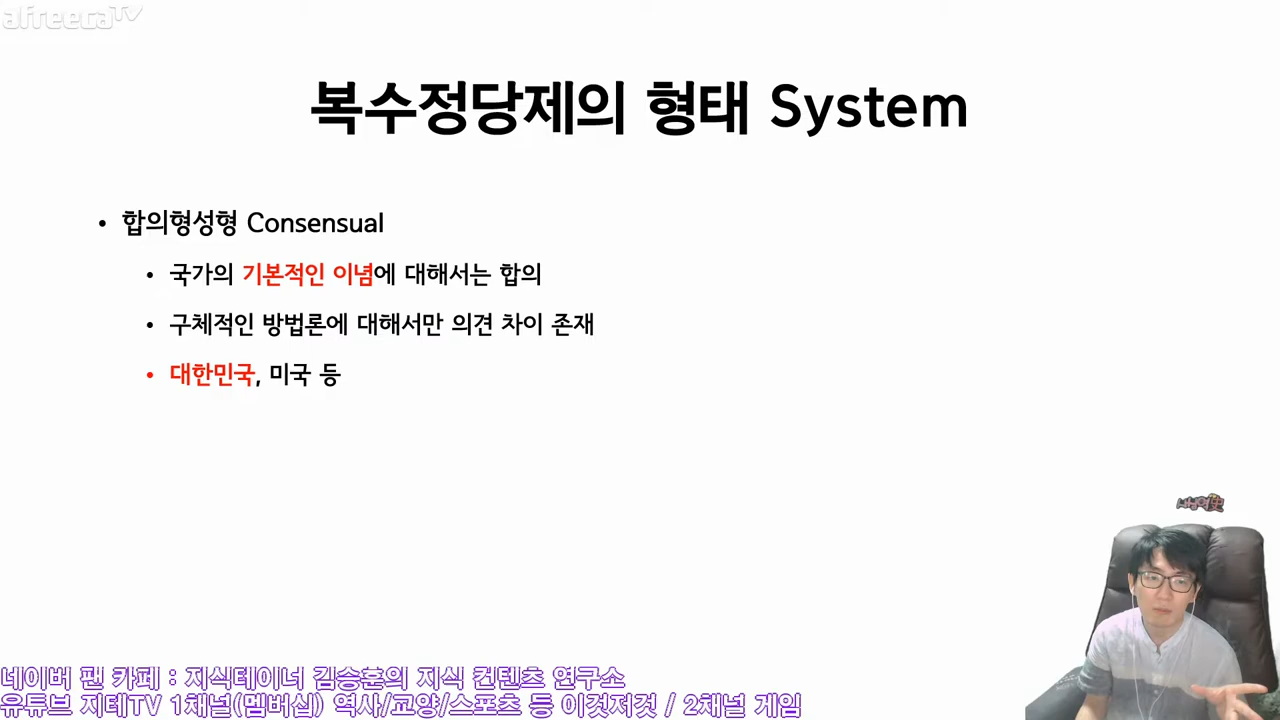 afreecaTV
복수정당제의 형태 System
• 합의형성형 Consensual
• 국가의 기본적인 이념에 대해서는 합의
• 구체적인 방법론에 대해서만 의견 차이 존재
• 대한민국, 미국 등
네이버 팬 카페 : 지식테이너 김승훈의 지식 컨텐츠 연구소
유튜브 지테TV 1채널(멤버십) 역사/교양/스포츠 등 이것저것 / 2채널 게임